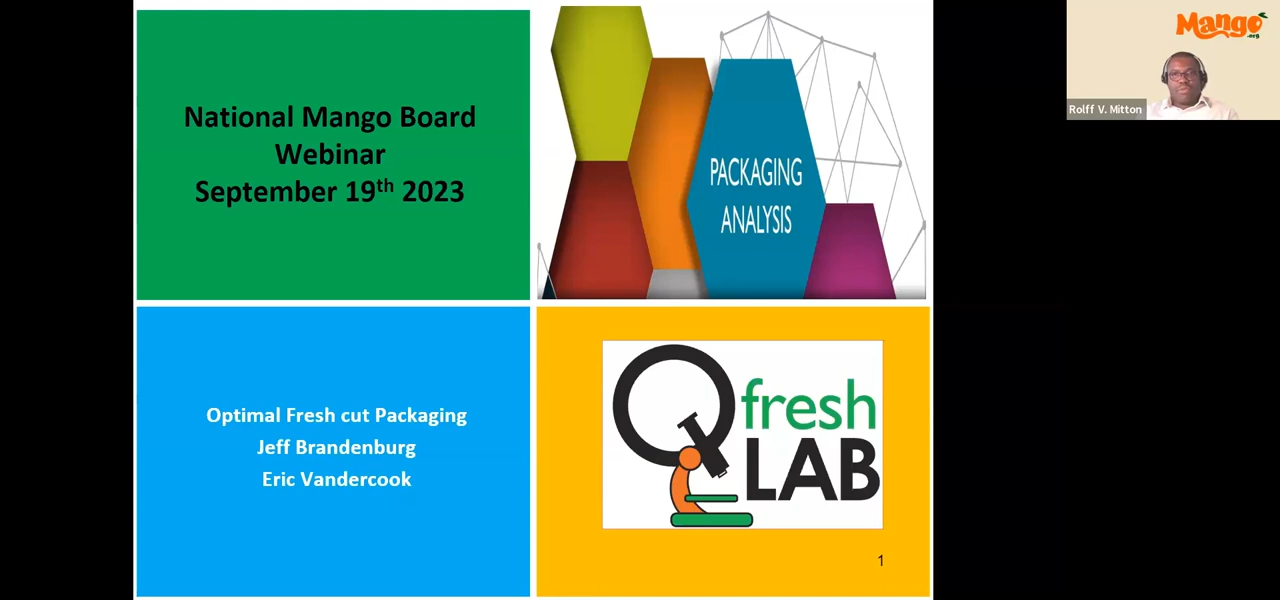 National Mango Board
Webinar
September 19th 2023
PACKAGING
ANALYSIS
Mango
.org
Rolff V. Mitton
Optimal Fresh cut Packaging
Jeff Brandenburg
Eric Vandercook
Q
fresh
LAB
1